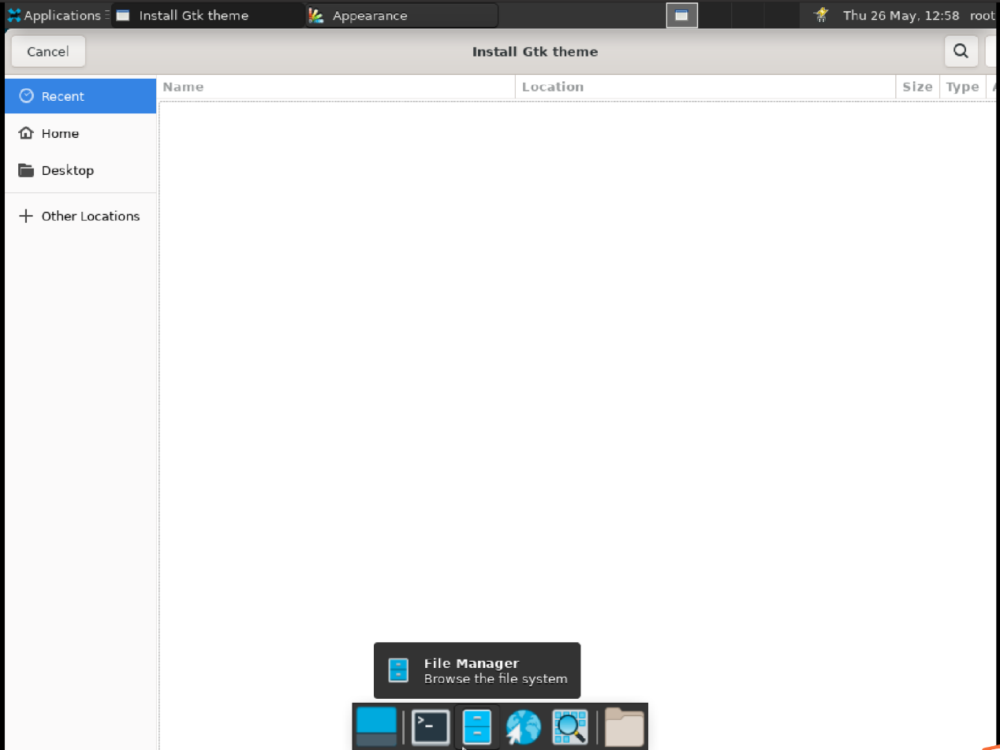 Applications Install Gtk theme Appearance Thu 26 May, 12:58 root
Cancel Install Gtk theme
Recent Name Location Size Type
Home
Desktop
Other Locations
File Manager
Browse the file system